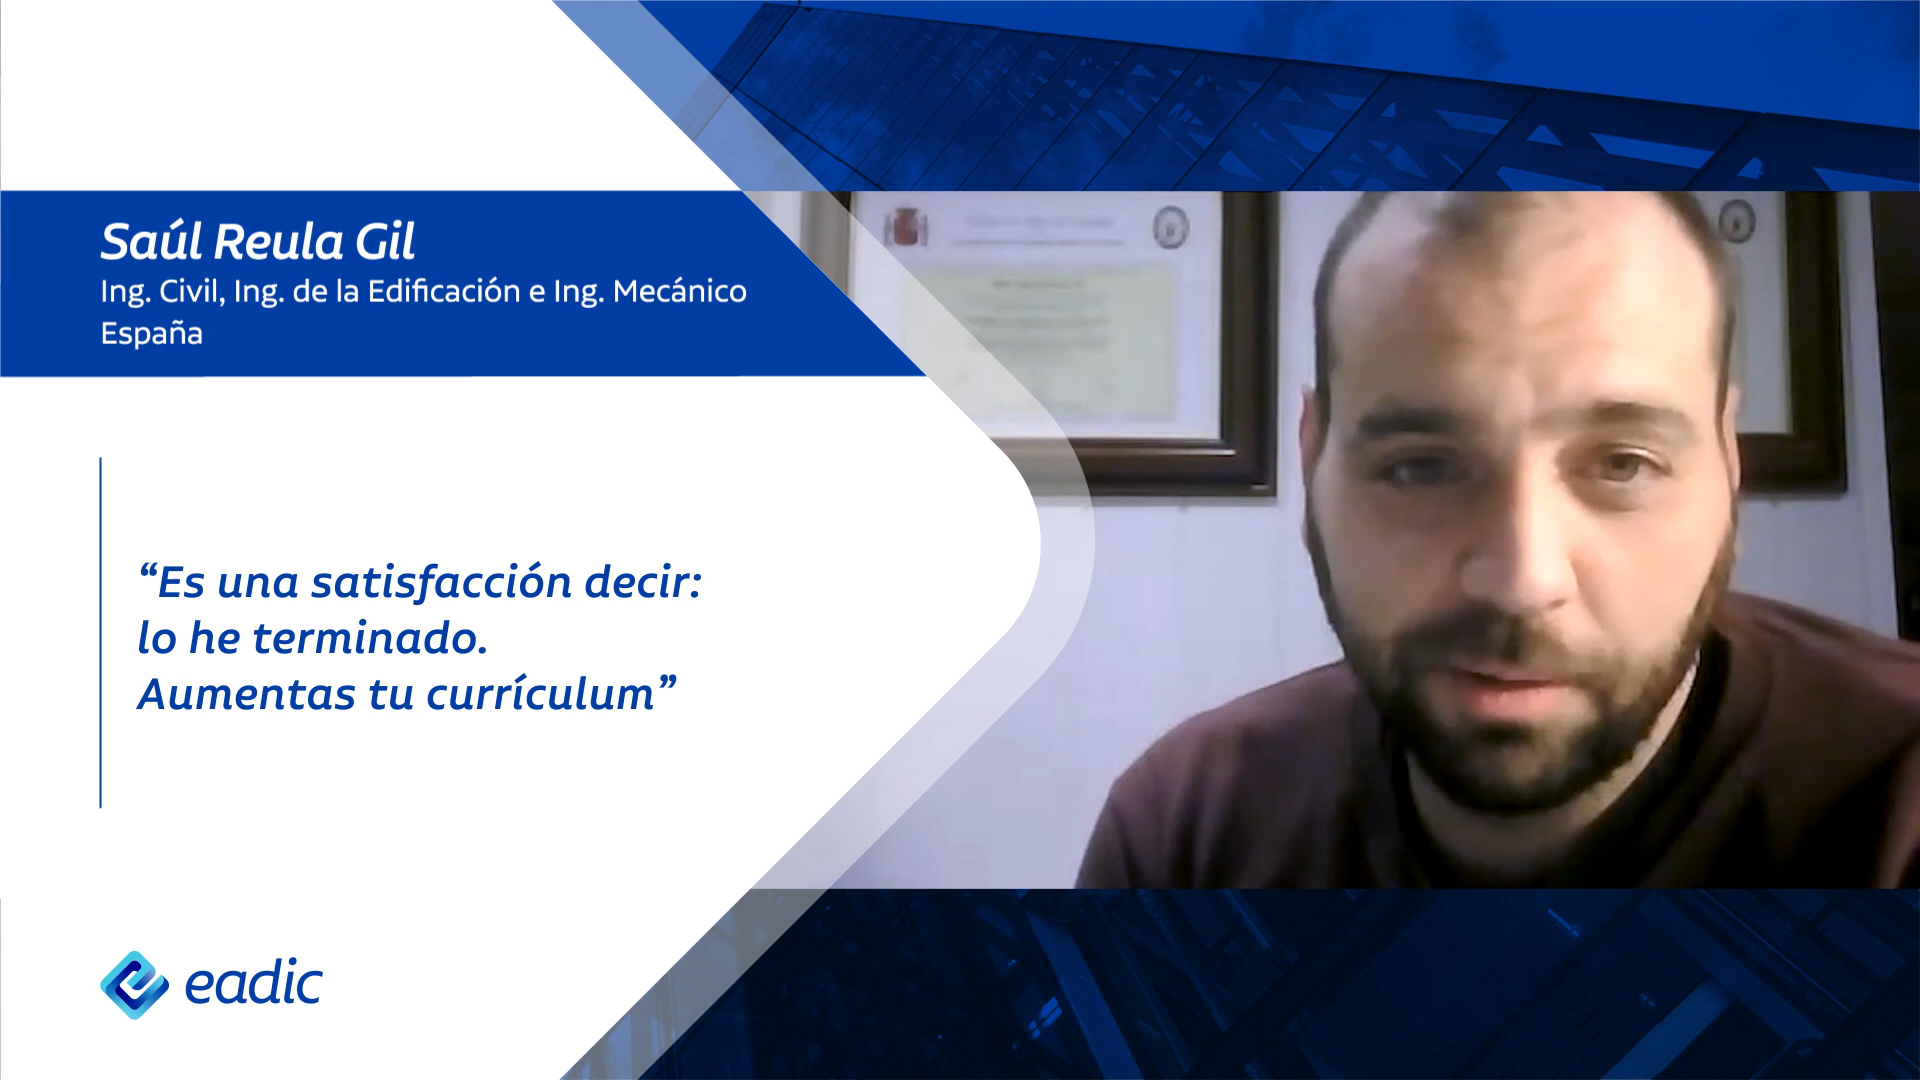 Saúl Reula Gil
Ing. Civil, Ing. de la Edificación e Ing. Mecánico
España
“Es una satisfacción decir:
lo he terminado.
Aumentas tu currículum”
eadic